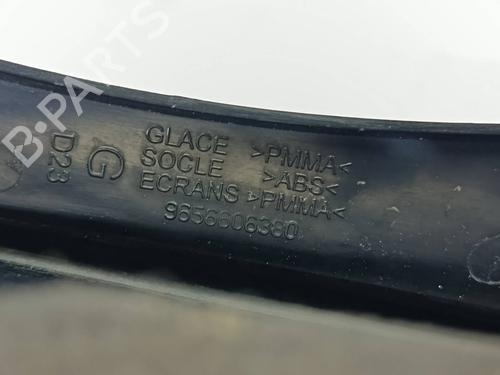 B-PARTS
GLACE >PMMA<
SOCLE >ABS<
ECRANS >PMMA<
9656606380
G
D23